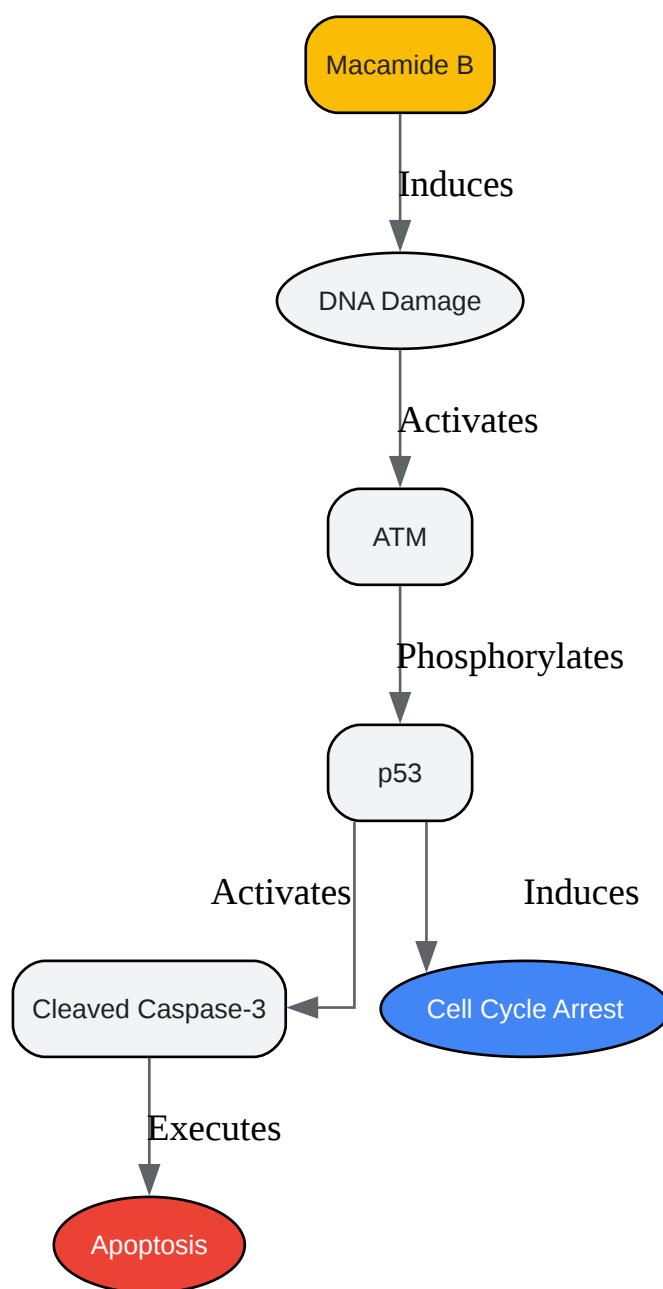 Macamide B
Induces
DNA Damage
Activates
ATM
Phosphorylates
p53
Activates
Induces
Cleaved Caspase-3
Cell Cycle Arrest
Executes
Apoptosis